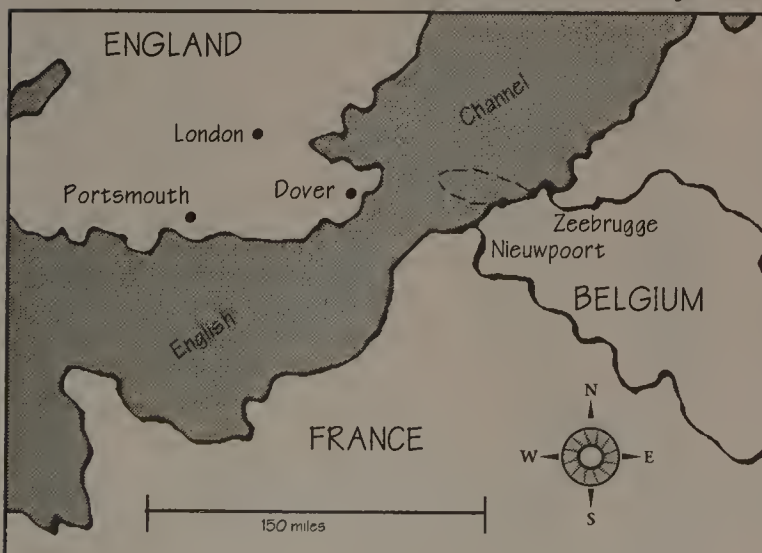 ENGLAND
Channel
London
Portsmouth
Dover
Zeebrugge
Nieuwpoort
BELGIUM
English
FRANCE
N
W E
S
150 miles